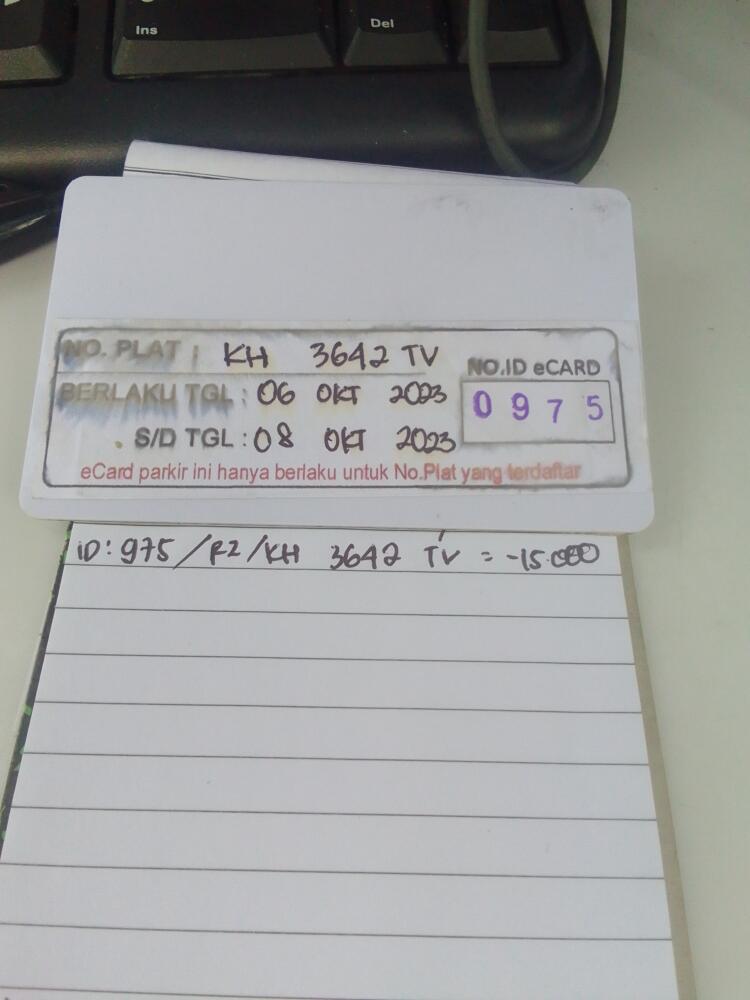 Ins
Del
NO. PLAT : KH 3642 TV
BERLAKU TGL : 06 OKT 2023
NO.ID eCARD
0975
S/D TGL : 08 OKT 2023
eCard parkir ini hanya berlaku untuk No.Plat yang terdaftar
ID: 975 / R2 / KH 3642 TV = -15.000